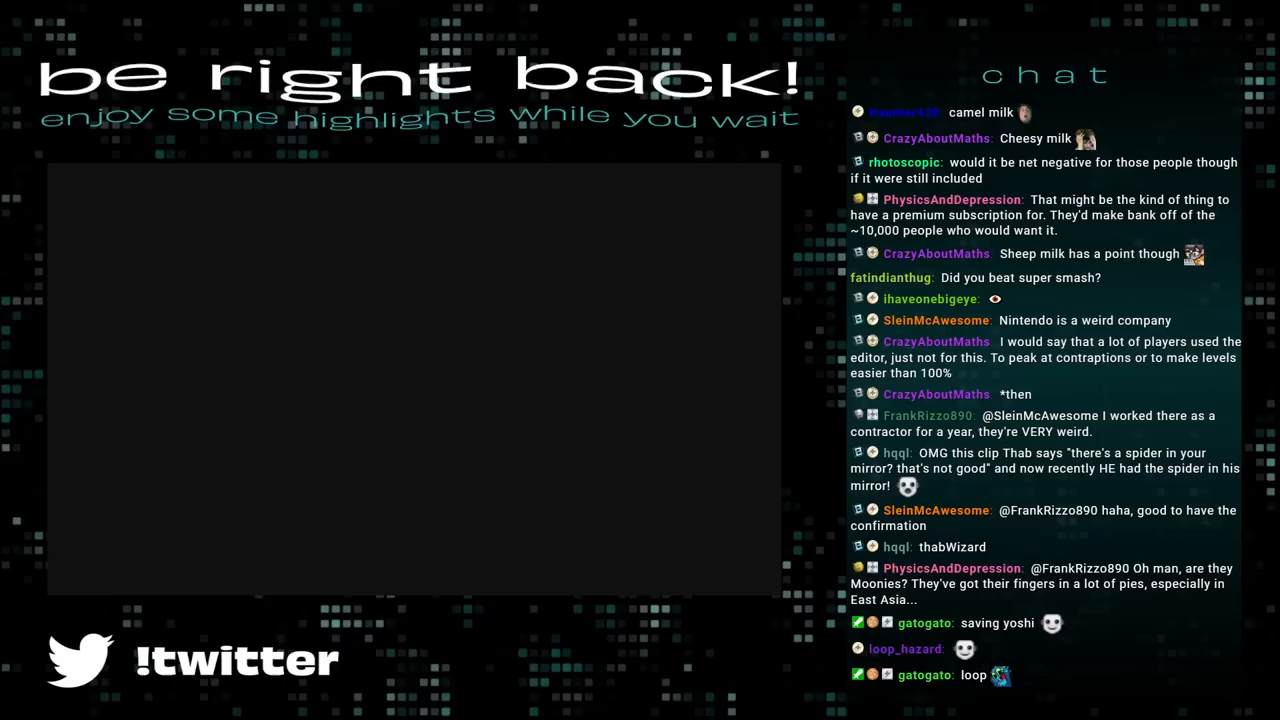 be right back!
enjoy some highlights while you wait
!twitter
chat
Haunter420: camel milk
CrazyAboutMaths: Cheesy milk
rhotoscopic: would it be net negative for those people though
if it were still included
PhysicsAndDepression: That might be the kind of thing to
have a premium subscription for. They'd make bank off of the
~10,000 people who would want it.
CrazyAboutMaths: Sheep milk has a point though
fatindianthug: Did you beat super smash?
ihaveonebigeye: 👁
SleinMcAwesome: Nintendo is a weird company
CrazyAboutMaths: I would say that a lot of players used the
editor, just not for this. To peak at contraptions or to make levels
easier than 100%
CrazyAboutMaths: *then
FrankRizzo890: @SleinMcAwesome I worked there as a
contractor for a year, they're VERY weird.
hqql: OMG this clip Thab says "there's a spider in your
mirror? that's not good" and now recently HE had the spider in his
mirror!
SleinMcAwesome: @FrankRizzo890 haha, good to have the
confirmation
hqql: thabWizard
PhysicsAndDepression: @FrankRizzo890 Oh man, are they
Moonies? They've got their fingers in a lot of pies, especially in
East Asia...
gatogato: saving yoshi
loop_hazard:
gatogato: loop